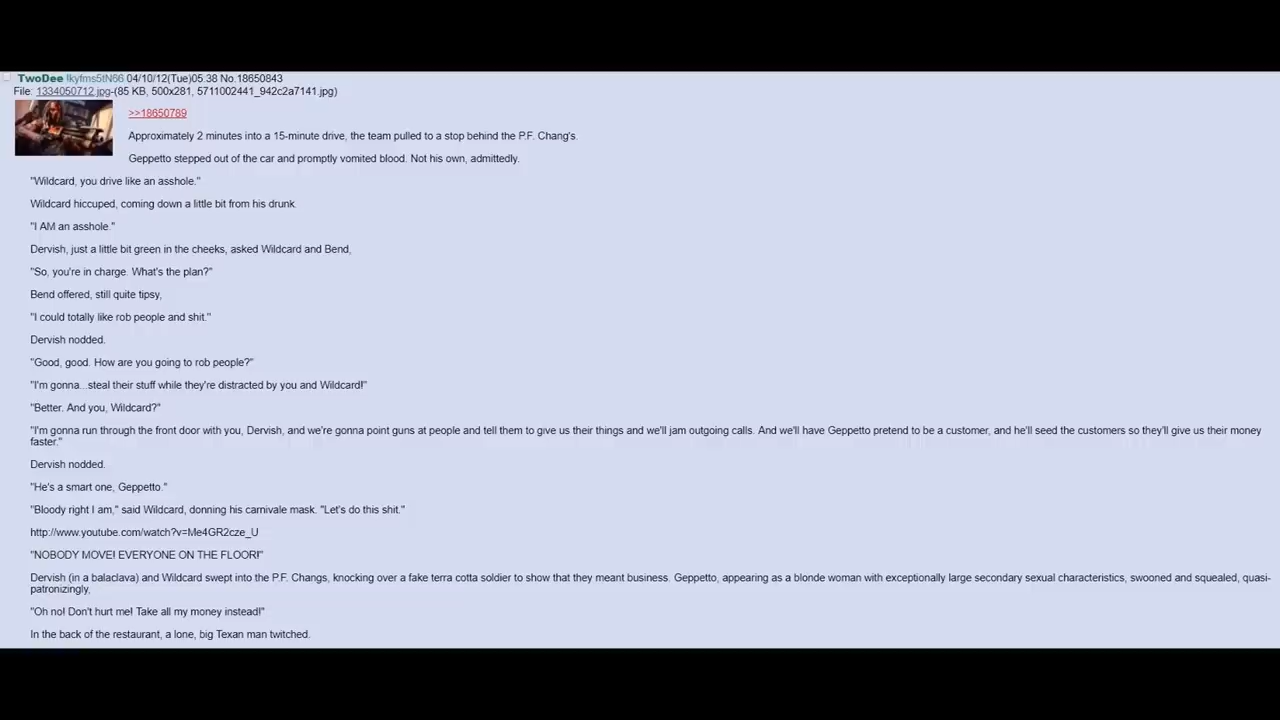 TwoDee !kyfms5tN66 04/10/12(Tue)05:38 No.18650843
File: 1334050712.jpg-(85 KB, 500x281, 5711002441_942c2a7141.jpg)
>>18650789
Approximately 2 minutes into a 15-minute drive, the team pulled to a stop behind the P.F. Chang's.
Geppetto stepped out of the car and promptly vomited blood. Not his own, admittedly.
"Wildcard, you drive like an asshole."
Wildcard hiccuped, coming down a little bit from his drunk.
"I AM an asshole."
Dervish, just a little bit green in the cheeks, asked Wildcard and Bend,
"So, you're in charge. What's the plan?"
Bend offered, still quite tipsy,
"I could totally like rob people and shit."
Dervish nodded.
"Good, good. How are you going to rob people?"
"I'm gonna...steal their stuff while they're distracted by you and Wildcard!"
"Better. And you, Wildcard?"
"I'm gonna run through the front door with you, Dervish, and we're gonna point guns at people and tell them to give us their things and we'll jam outgoing calls. And we'll have Geppetto pretend to be a customer, and he'll seed the customers so they'll give us their money
faster."
Dervish nodded.
"He's a smart one, Geppetto."
"Bloody right I am," said Wildcard, donning his carnivale mask. "Let's do this shit."
http://www.youtube.com/watch?v=Me4GR2cze_U
"NOBODY MOVE! EVERYONE ON THE FLOOR!"
Dervish (in a balaclava) and Wildcard swept into the P.F. Changs, knocking over a fake terra cotta soldier to show that they meant business. Geppetto, appearing as a blonde woman with exceptionally large secondary sexual characteristics, swooned and squealed, quasi-
patronizingly,
"Oh no! Don't hurt me! Take all my money instead!"
In the back of the restaurant, a lone, big Texan man twitched.